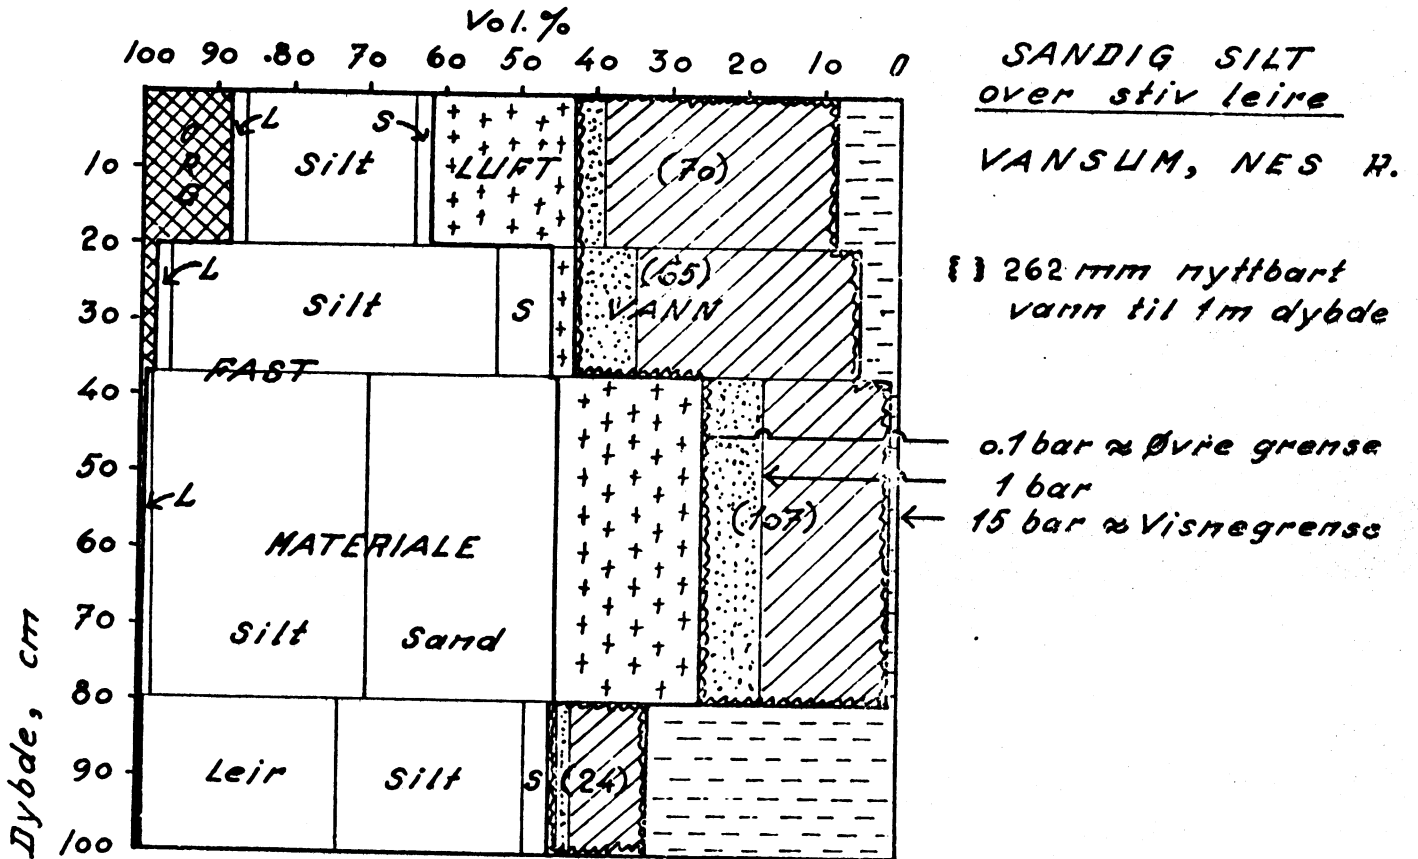 Vol.%
100 90 80 70 60 50 40 30 20 10 0
SANDIG SILT
over stiv leire
VANSUM, NES A.
{ } 262 mm nyttbart
vann til 1m dybde
0.1 bar ≈ Øvre grense
1 bar
15 bar ≈ Visnegrense
Dybde, cm
10
20
30
40
50
60
70
80
90
100
ORG
L
Silt
S
LUFT
(70)
L
Silt
S
(65)
VANN
FAST
L
MATERIALE
Silt
Sand
(107)
Leir
Silt
S
(24)